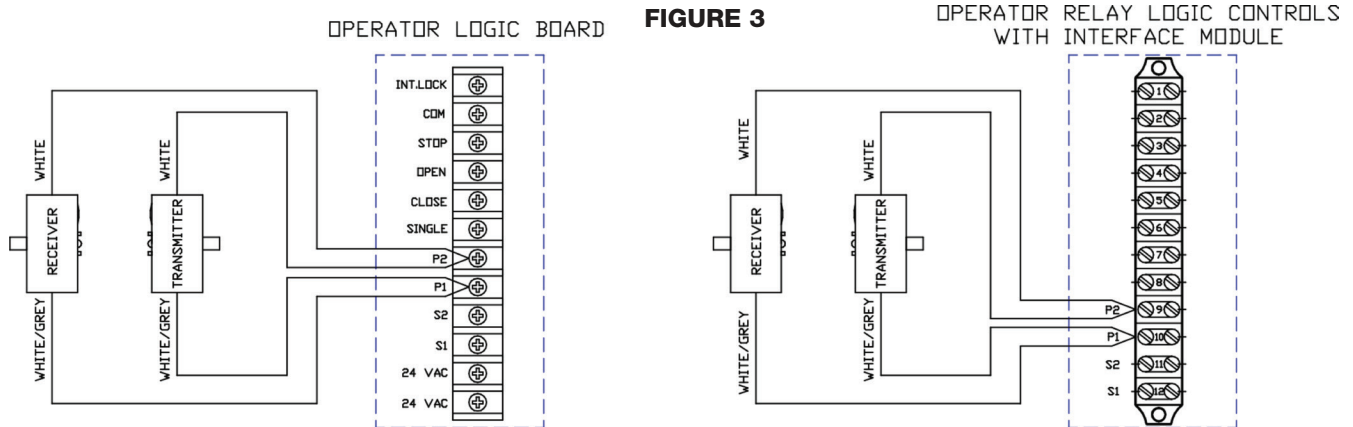 FIGURE 3
OPERATOR LOGIC BOARD
INT.LOCK
COM
STOP
OPEN
CLOSE
SINGLE
P2
P1
S2
S1
24 VAC
24 VAC
WHITE
WHITE
RECEIVER
TRANSMITTER
WHITE/GREY
WHITE/GREY
OPERATOR RELAY LOGIC CONTROLS
WITH INTERFACE MODULE
1
2
3
4
5
6
7
8
P2 9
P1 10
S2 11
S1 12
WHITE
WHITE
RECEIVER
TRANSMITTER
WHITE/GREY
WHITE/GREY